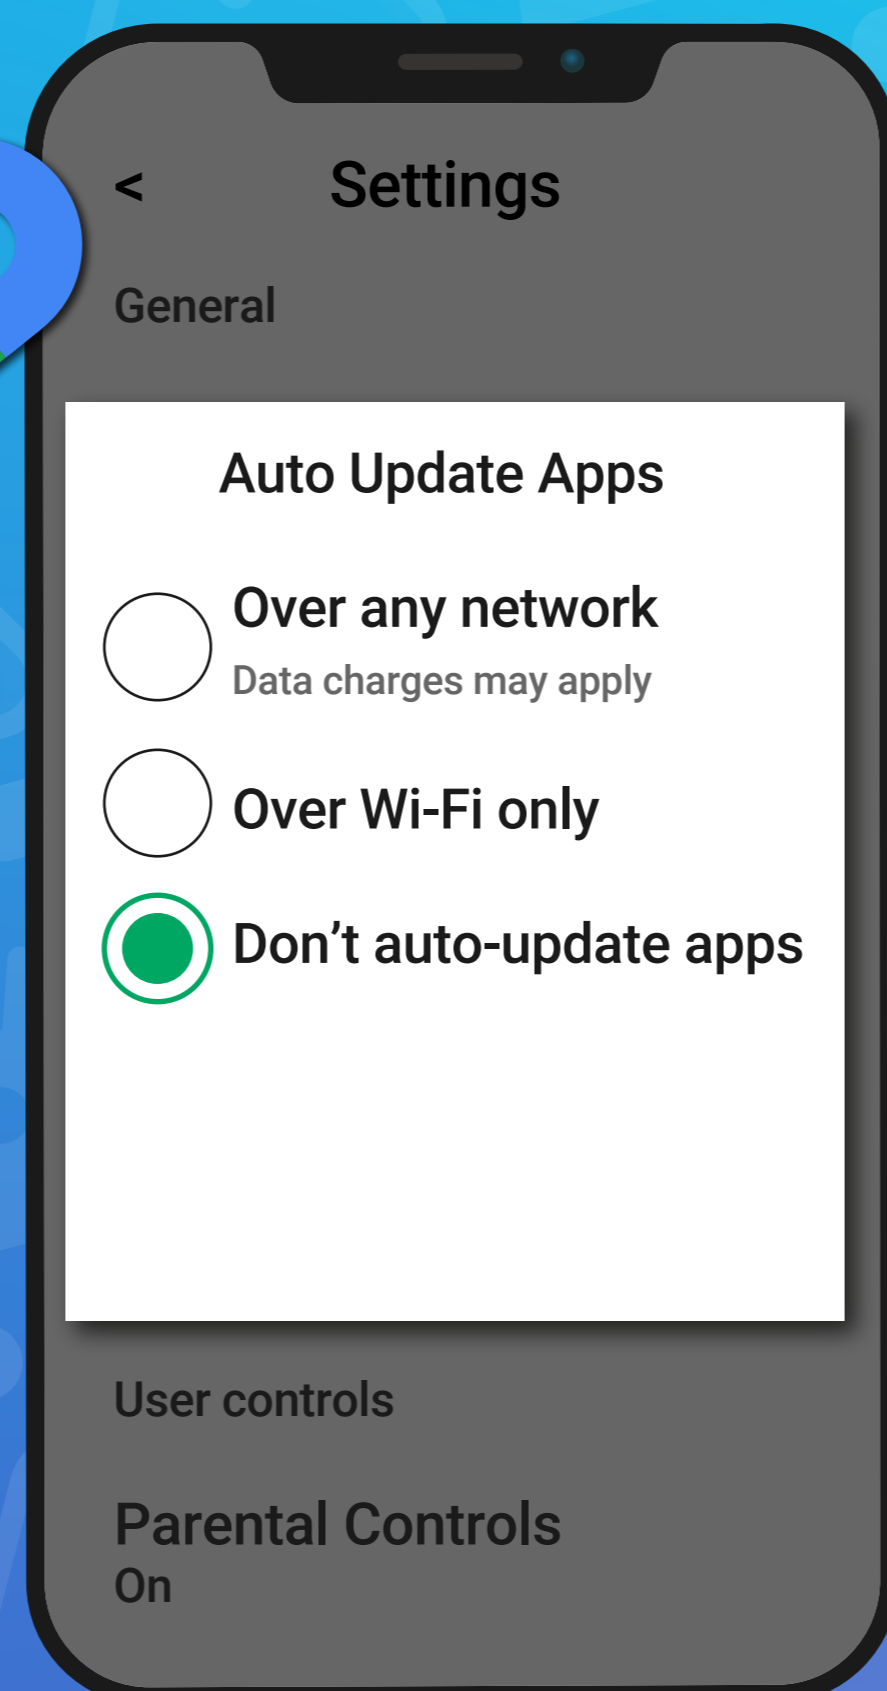 < Settings
General
Auto Update Apps
Over any network
Data charges may apply
Over Wi-Fi only
Don’t auto-update apps
User controls
Parental Controls
On